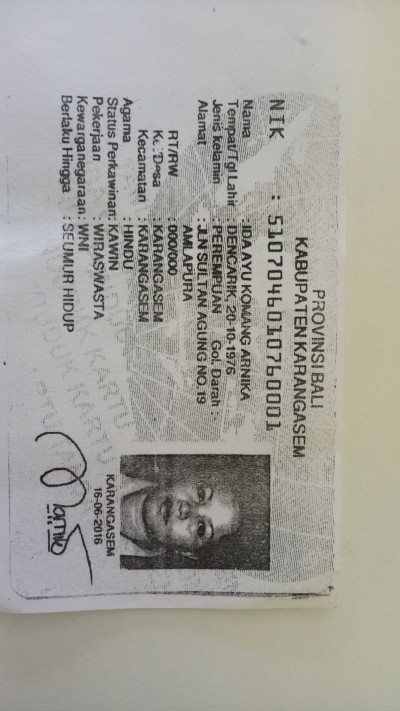 PROVINSI BALI
KABUPATEN KARANGASEM
NIK : 5107046010760001
Nama : IDA AYU KOMANG ARNIKA
Tempat/Tgl Lahir : DENCARIK, 20-10-1976
Jenis kelamin : PEREMPUAN Gol. Darah :
Alamat : JLN SULTAN AGUNG NO.19
AMLAPURA
RT/RW : 000/000
Kel/Desa : KARANGASEM
Kecamatan : KARANGASEM
Agama : HINDU
Status Perkawinan: KAWIN
Pekerjaan : WIRASWASTA
Kewarganegaraan: WNI
Berlaku Hingga : SEUMUR HIDUP
KARANGASEM
16-06-2016